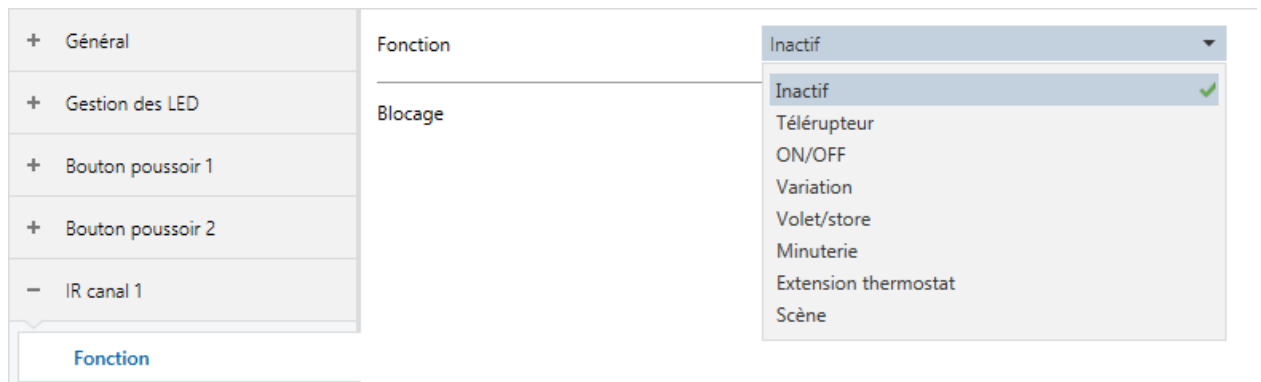 Général
Gestion des LED
Bouton poussoir 1
Bouton poussoir 2
IR canal 1
Fonction
Fonction
Inactif
Blocage
Inactif
Télérupteur
ON/OFF
Variation
Volet/store
Minuterie
Extension thermostat
Scène